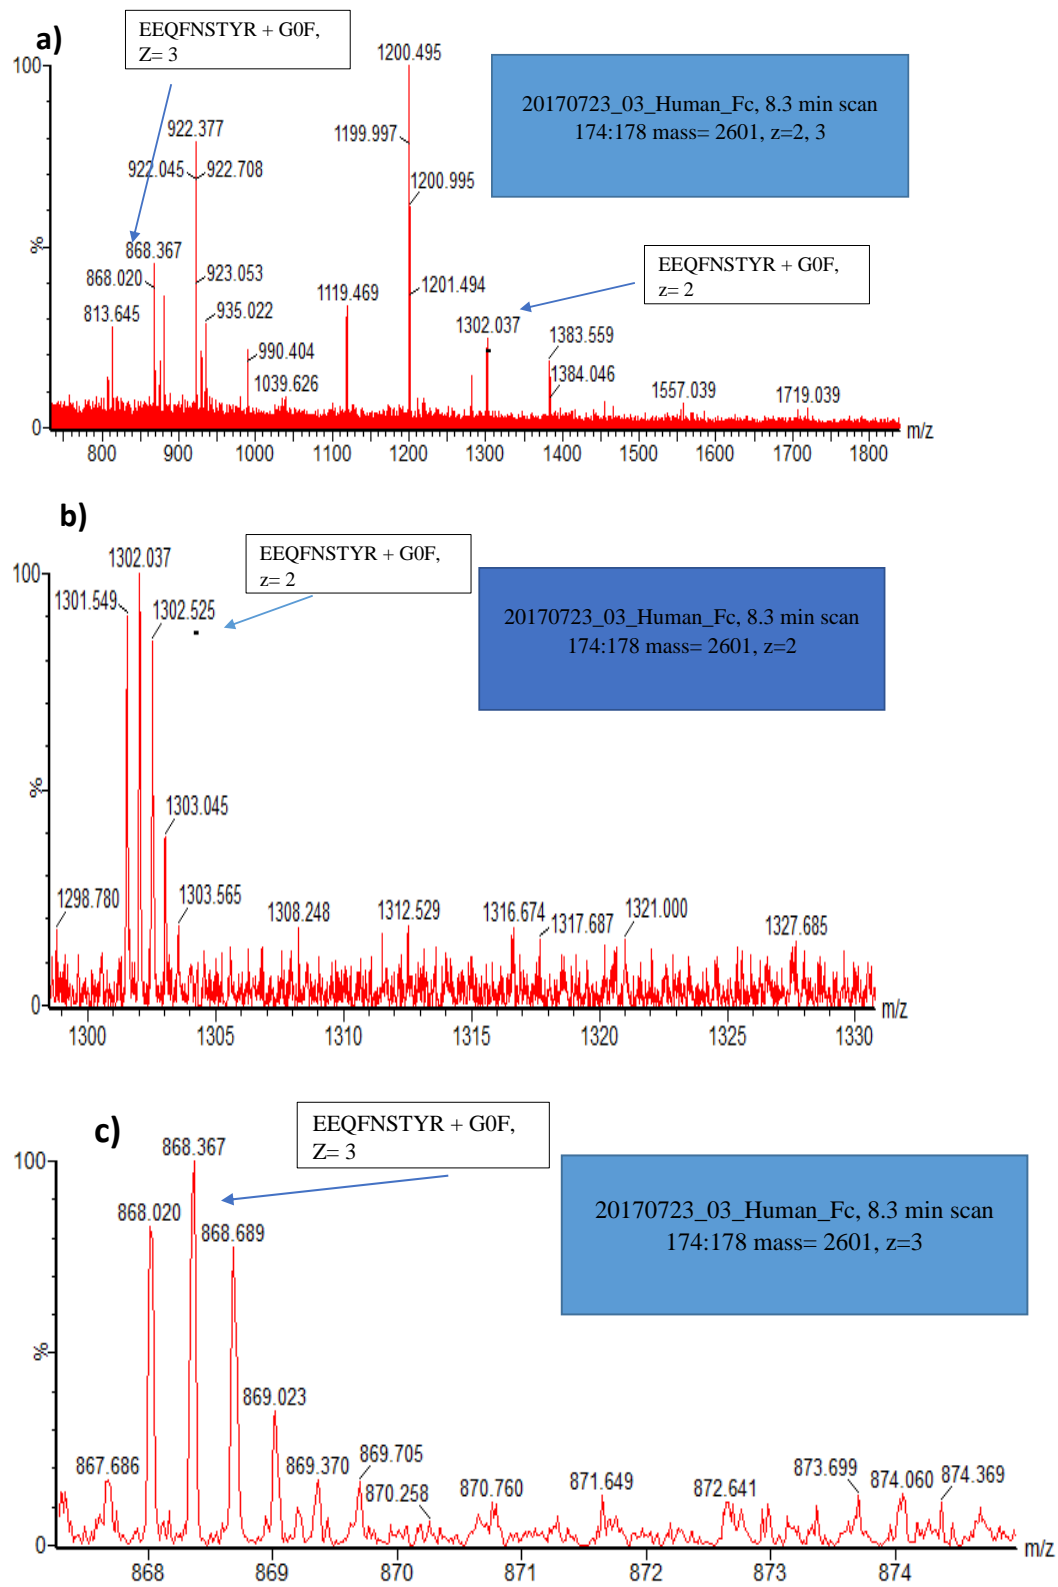 a)
EEQFNSTYR + G0F,
Z= 3
20170723_03_Human_Fc, 8.3 min scan
174:178 mass= 2601, z=2, 3
EEQFNSTYR + G0F,
z= 2
100
%
0
1200.495
1199.997
1200.995
1201.494
922.377
922.045
922.708
923.053
868.367
868.020
813.645
935.022
990.404
1039.626
1119.469
1302.037
1383.559
1384.046
1557.039
1719.039
800 900 1000 1100 1200 1300 1400 1500 1600 1700 1800 m/z
b)
EEQFNSTYR + G0F,
z= 2
20170723_03_Human_Fc, 8.3 min scan
174:178 mass= 2601, z=2
100
%
0
1302.037
1301.549
1302.525
1303.045
1303.565
1298.780
1308.248
1312.529
1316.674
1317.687
1321.000
1327.685
1300 1305 1310 1315 1320 1325 1330 m/z
c)
EEQFNSTYR + G0F,
Z= 3
20170723_03_Human_Fc, 8.3 min scan
174:178 mass= 2601, z=3
100
%
0
868.367
868.020
868.689
869.023
867.686
869.370
869.705
870.258
870.760
871.649
872.641
873.699
874.060
874.369
868 869 870 871 872 873 874 m/z